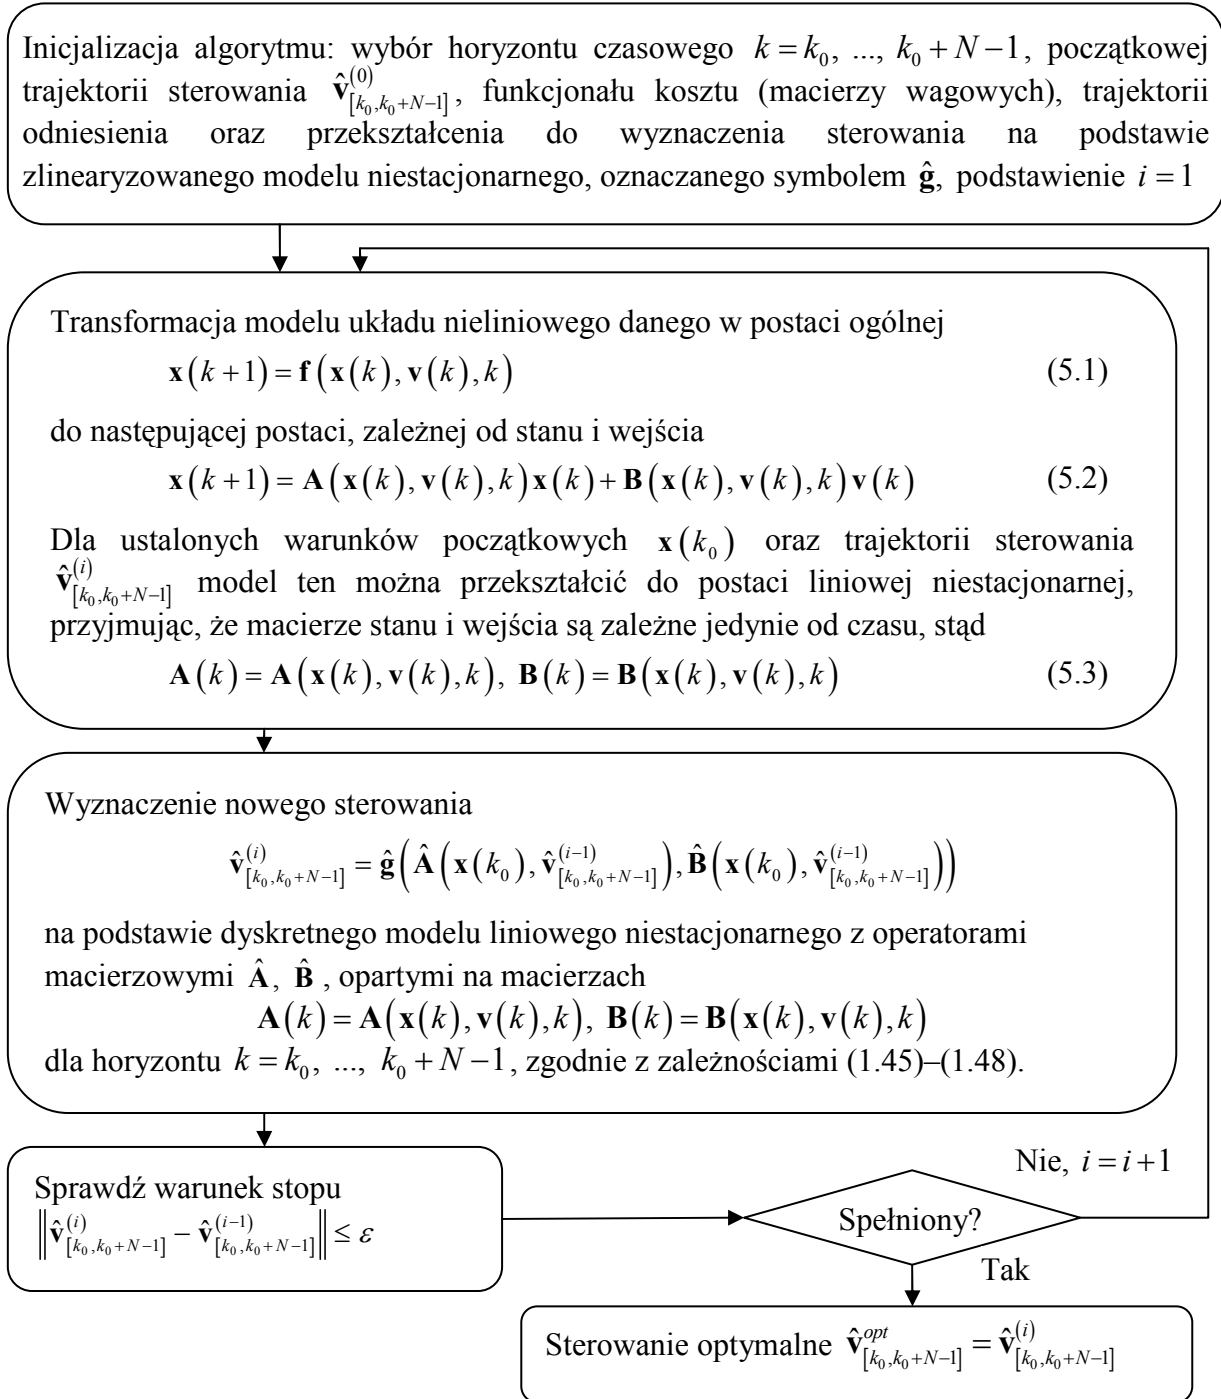 Inicjalizacja algorytmu: wybór horyzontu czasowego k = k₀, ..., k₀ + N − 1, początkowej
trajektorii sterowania v̂^(0)_[k₀,k₀+N−1], funkcjonału kosztu (macierzy wagowych), trajektorii
odniesienia oraz przekształcenia do wyznaczenia sterowania na podstawie
zlinearyzowanego modelu niestacjonarnego, oznaczanego symbolem ĝ, podstawienie i = 1
Transformacja modelu układu nieliniowego danego w postaci ogólnej
x(k+1) = f(x(k), v(k), k) (5.1)
do następującej postaci, zależnej od stanu i wejścia
x(k+1) = A(x(k), v(k), k)x(k) + B(x(k), v(k), k)v(k) (5.2)
Dla ustalonych warunków początkowych x(k₀) oraz trajektorii sterowania
v̂^(i)_[k₀,k₀+N−1] model ten można przekształcić do postaci liniowej niestacjonarnej,
przyjmując, że macierze stanu i wejścia są zależne jedynie od czasu, stąd
A(k) = A(x(k), v(k), k), B(k) = B(x(k), v(k), k) (5.3)
Wyznaczenie nowego sterowania
v̂^(i)_[k₀,k₀+N−1] = ĝ(Â(x(k₀), v̂^(i−1)_[k₀,k₀+N−1]), B̂(x(k₀), v̂^(i−1)_[k₀,k₀+N−1]))
na podstawie dyskretnego modelu liniowego niestacjonarnego z operatorami
macierzowymi Â, B̂ , opartymi na macierzach
A(k) = A(x(k), v(k), k), B(k) = B(x(k), v(k), k)
dla horyzontu k = k₀, ..., k₀ + N − 1, zgodnie z zależnościami (1.45)–(1.48).
Sprawdź warunek stopu
‖v̂^(i)_[k₀,k₀+N−1] − v̂^(i−1)_[k₀,k₀+N−1]‖ ≤ ε
Nie, i = i + 1
Spełniony?
Tak
Sterowanie optymalne v̂^opt_[k₀,k₀+N−1] = v̂^(i)_[k₀,k₀+N−1]